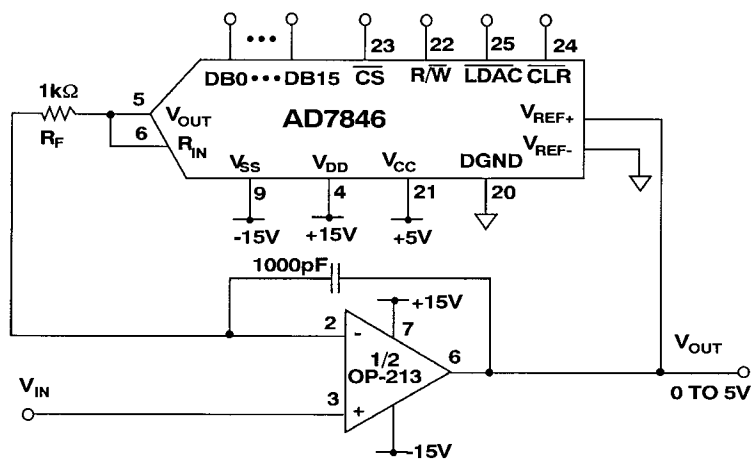 23 22 25 24
DB0 ••• DB15 CS R/W LDAC CLR
1kΩ
RF
5
6
VOUT
RIN
AD7846
VREF+
VREF-
VSS VDD VCC DGND
9 4 21 20
-15V +15V +5V
1000pF
+15V
2 - 7
1/2
OP-213
6
VOUT
VIN
3 +
0 TO 5V
-15V